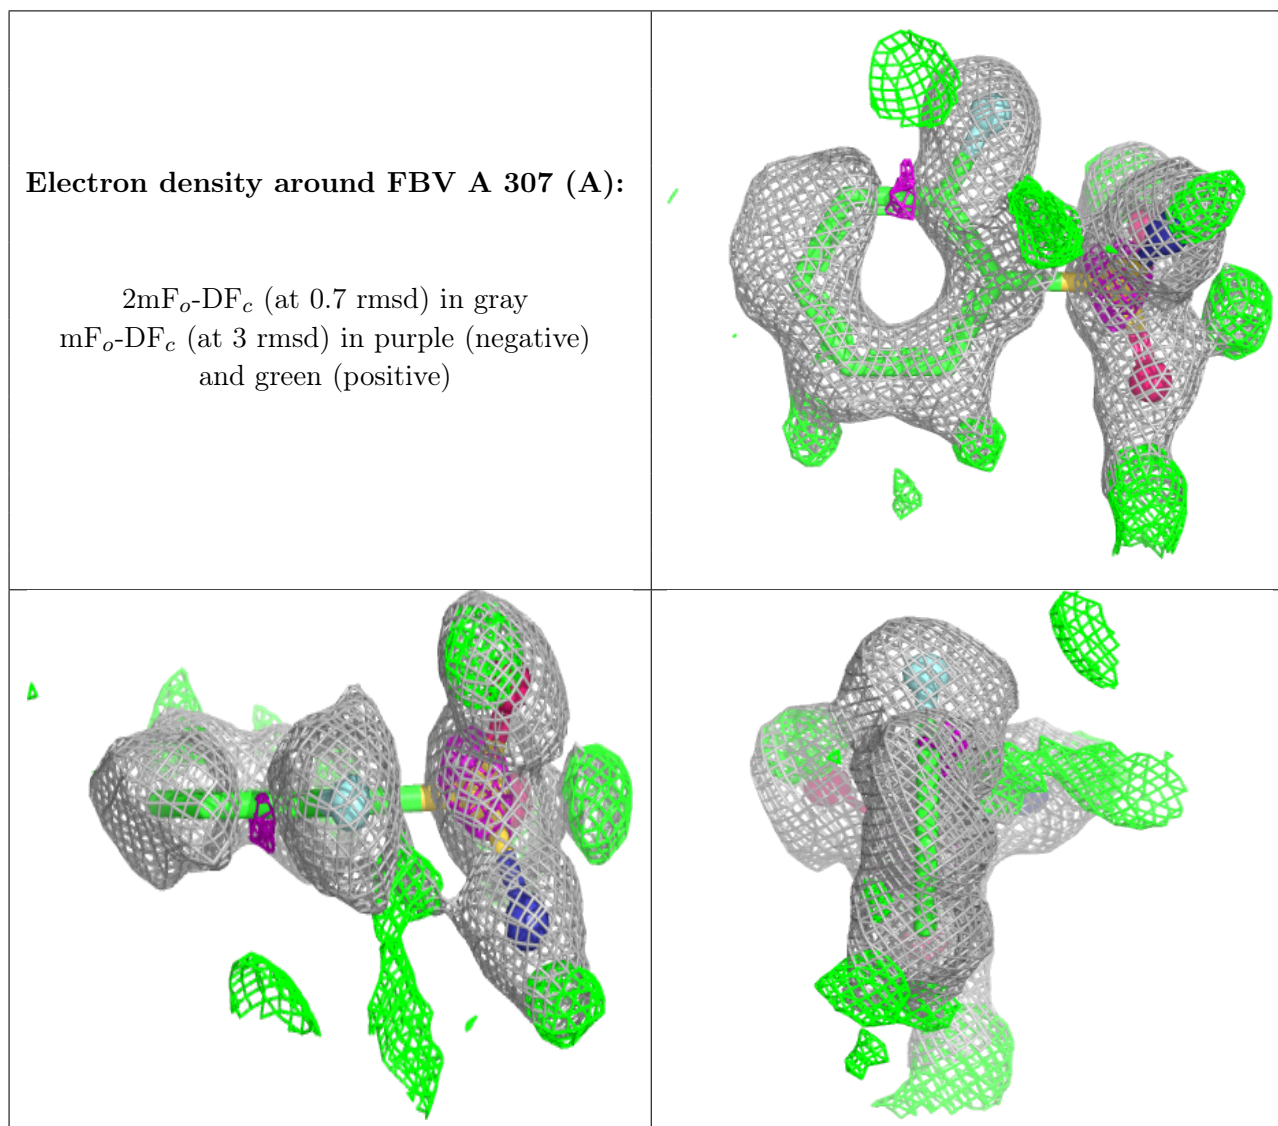 Electron density around FBV A 307 (A):
2mFo-DFc (at 0.7 rmsd) in gray
mFo-DFc (at 3 rmsd) in purple (negative)
and green (positive)